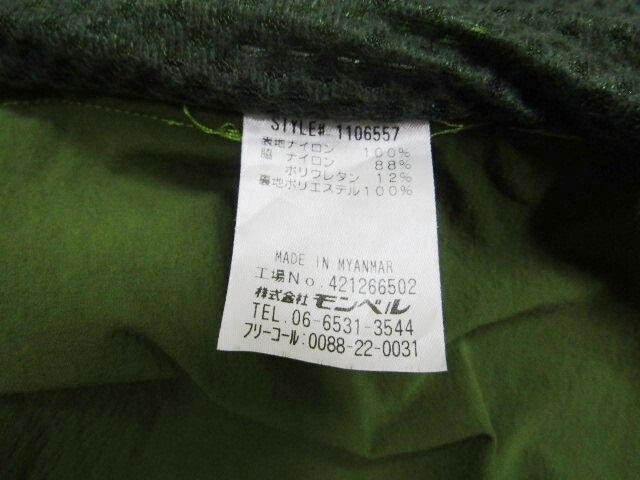 STYLE# 1106557
表地ナイロン 100%
脇 ナイロン 88%
ポリウレタン 12%
裏地ポリエステル100%
MADE IN MYANMAR
工場No. 421266502
株式会社 モンベル
TEL. 06-6531-3544
フリーコール:0088-22-0031